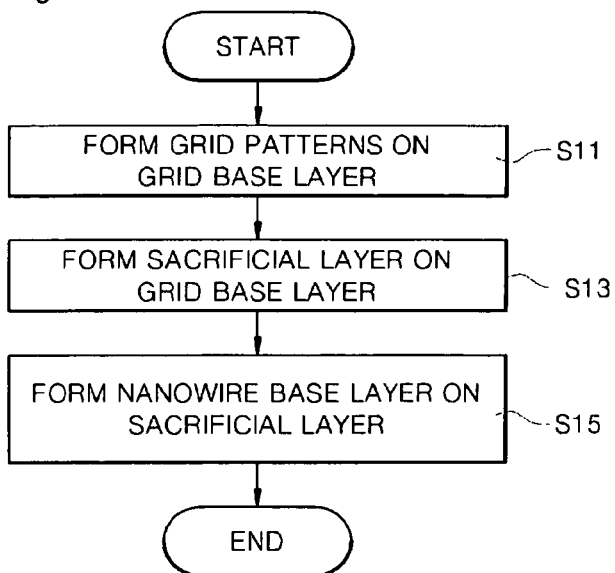 START
FORM GRID PATTERNS ON
GRID BASE LAYER
S11
FORM SACRIFICIAL LAYER ON
GRID BASE LAYER
S13
FORM NANOWIRE BASE LAYER ON
SACRIFICIAL LAYER
S15
END